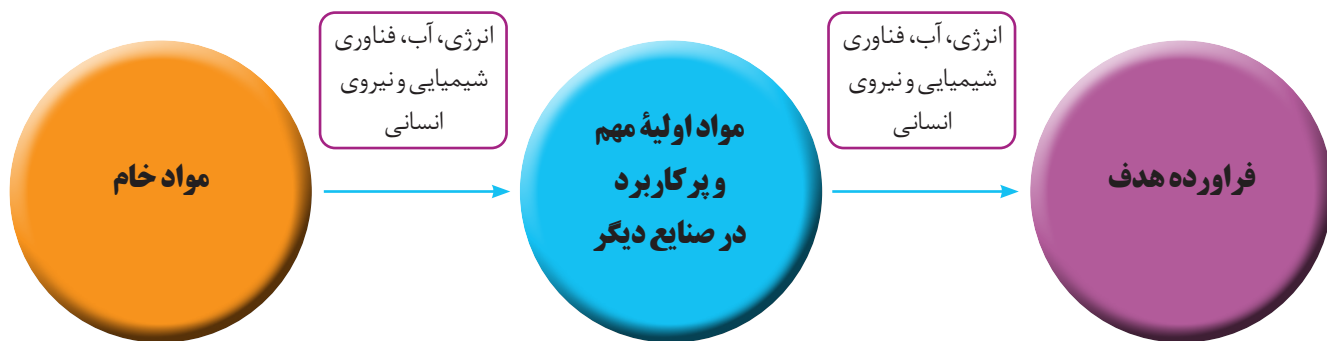 مواد خام
انرژی، آب، فناوری
شیمیایی و نیروی
انسانی
مواد اولیۀ مهم
و پرکاربرد
در صنایع دیگر
انرژی، آب، فناوری
شیمیایی و نیروی
انسانی
فراورده هدف